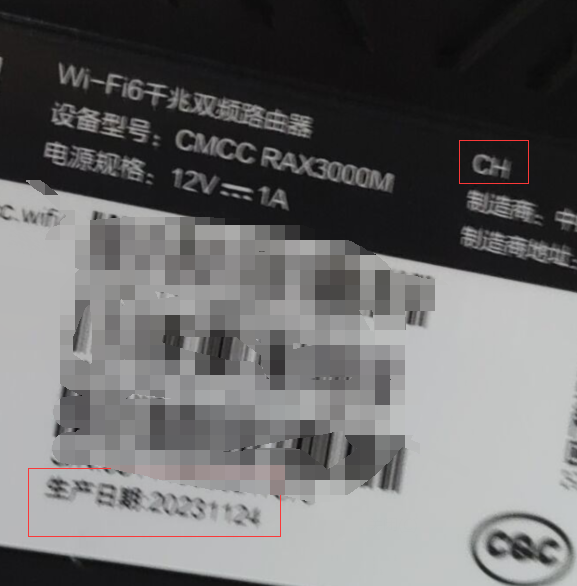 Wi-Fi6千兆双频路由器
设备型号：CMCC RAX3000M
CH
电源规格：12V⎓1A
制造商：中
制造商地址：
c.wifi
生产日期:20231124
CQC